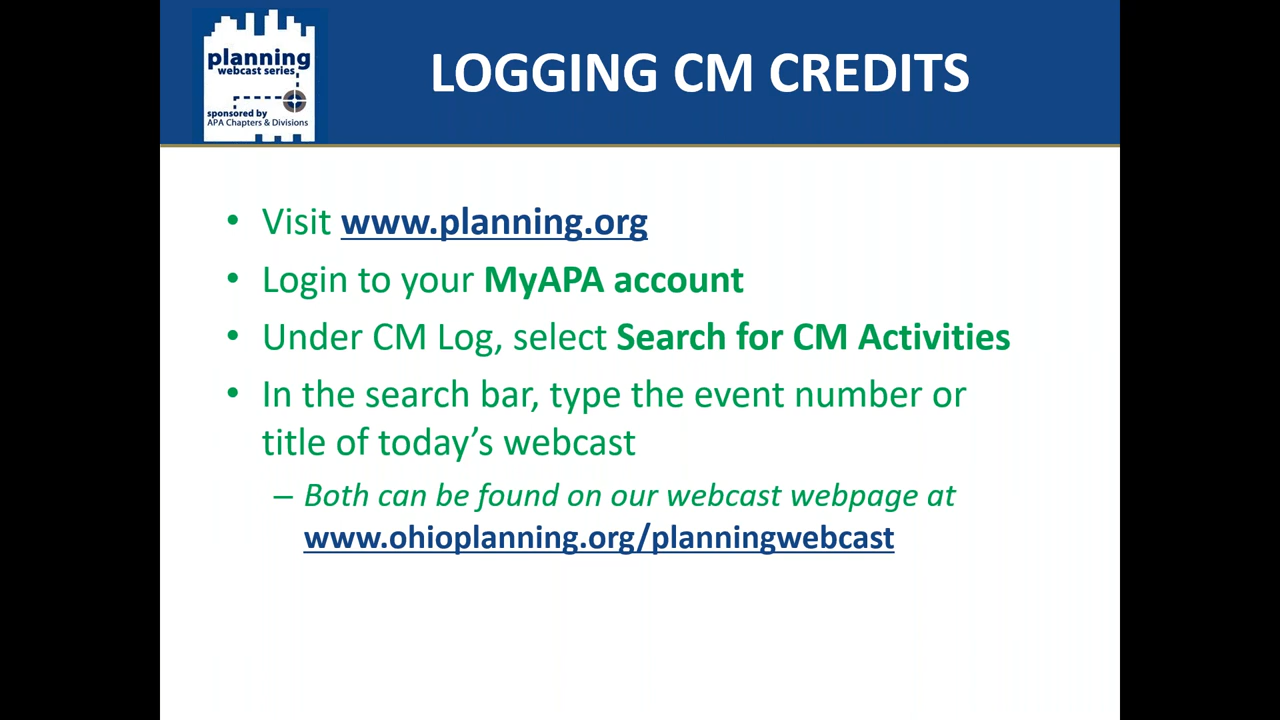 planning
webcast series
sponsored by
APA Chapters & Divisions
LOGGING CM CREDITS
• Visit www.planning.org
• Login to your MyAPA account
• Under CM Log, select Search for CM Activities
• In the search bar, type the event number or
title of today’s webcast
– Both can be found on our webcast webpage at
www.ohioplanning.org/planningwebcast